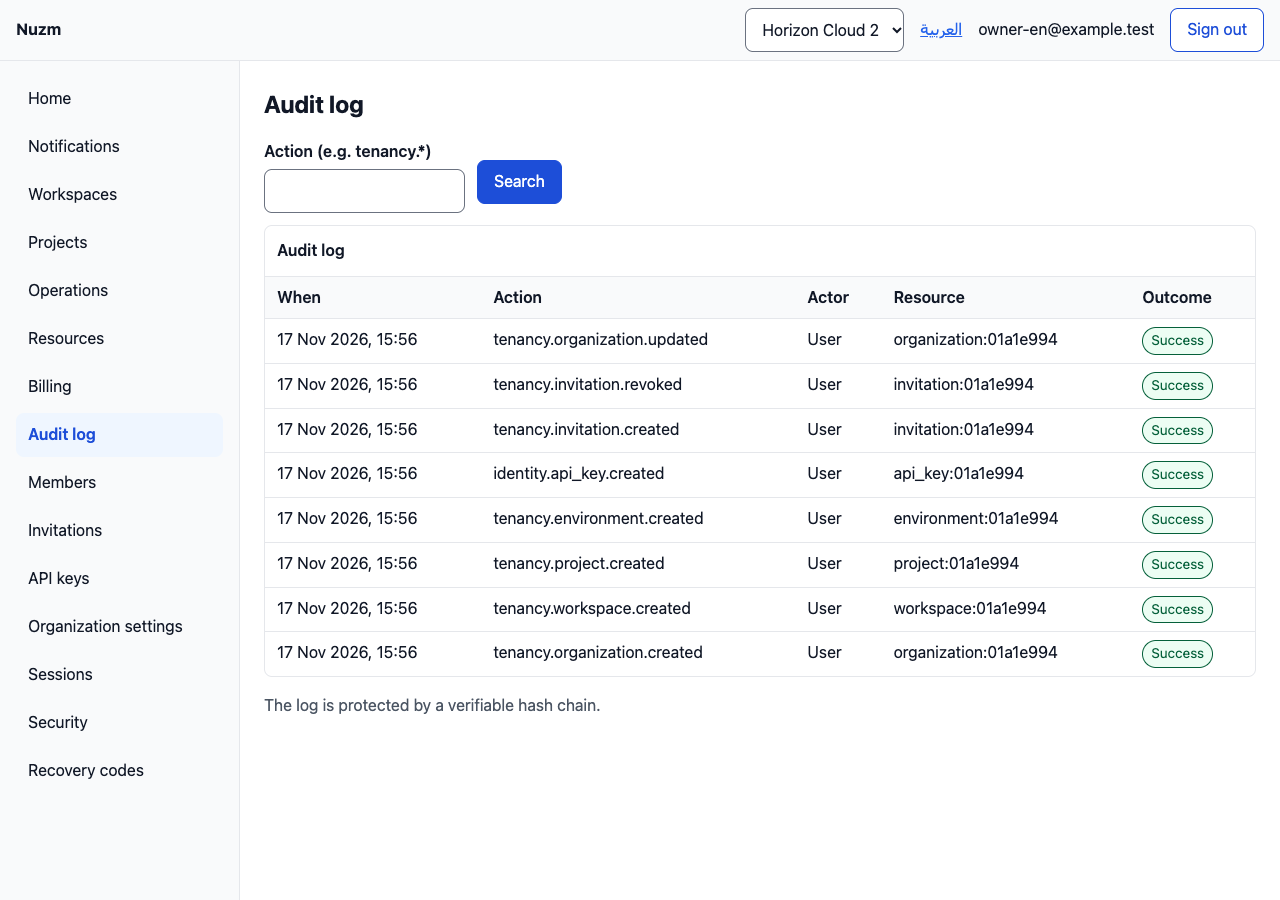 Nuzm
Horizon Cloud 2
العربية
owner-en@example.test
Sign out
Home
Notifications
Workspaces
Projects
Operations
Resources
Billing
Audit log
Members
Invitations
API keys
Organization settings
Sessions
Security
Recovery codes
Audit log
Action (e.g. tenancy.*)
Search
Audit log
When Action Actor Resource Outcome
17 Nov 2026, 15:56 tenancy.organization.updated User organization:01a1e994 Success
17 Nov 2026, 15:56 tenancy.invitation.revoked User invitation:01a1e994 Success
17 Nov 2026, 15:56 tenancy.invitation.created User invitation:01a1e994 Success
17 Nov 2026, 15:56 identity.api_key.created User api_key:01a1e994 Success
17 Nov 2026, 15:56 tenancy.environment.created User environment:01a1e994 Success
17 Nov 2026, 15:56 tenancy.project.created User project:01a1e994 Success
17 Nov 2026, 15:56 tenancy.workspace.created User workspace:01a1e994 Success
17 Nov 2026, 15:56 tenancy.organization.created User organization:01a1e994 Success
The log is protected by a verifiable hash chain.